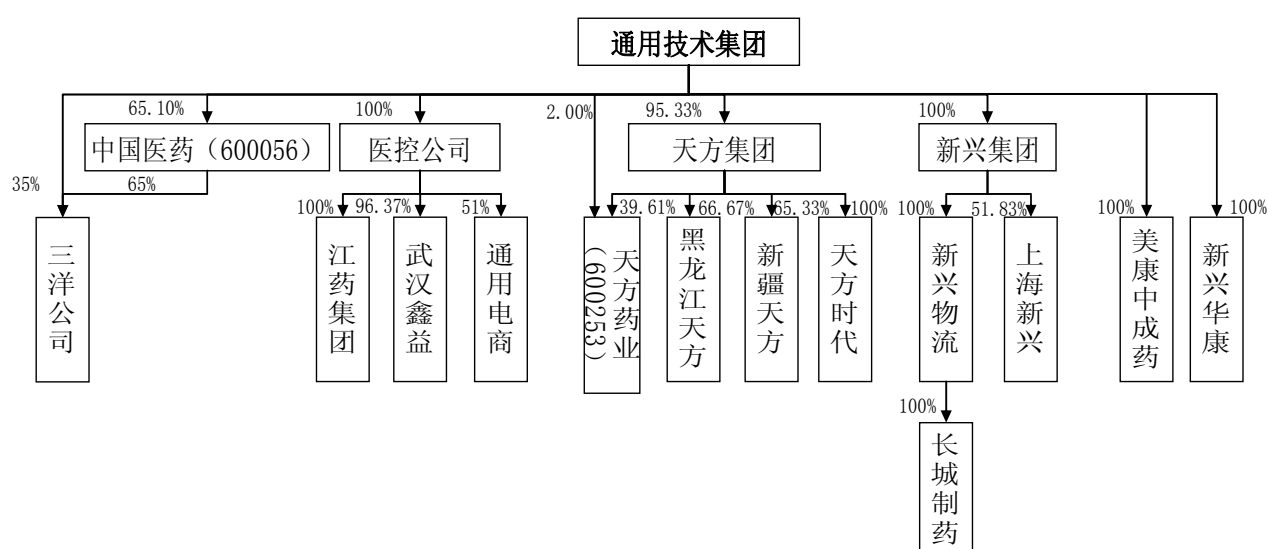 通用技术集团
65.10%
100%
2.00%
95.33%
100%
中国医药（600056）
医控公司
天方集团
新兴集团
35%
65%
100%
96.37%
51%
39.61%
66.67%
65.33%
100%
100%
51.83%
100%
100%
三洋公司
江药集团
武汉鑫益
通用电商
天方药业
（600253）
黑龙江天方
新疆天方
天方时代
新兴物流
上海新兴
美康中成药
新兴华康
100%
长城制药